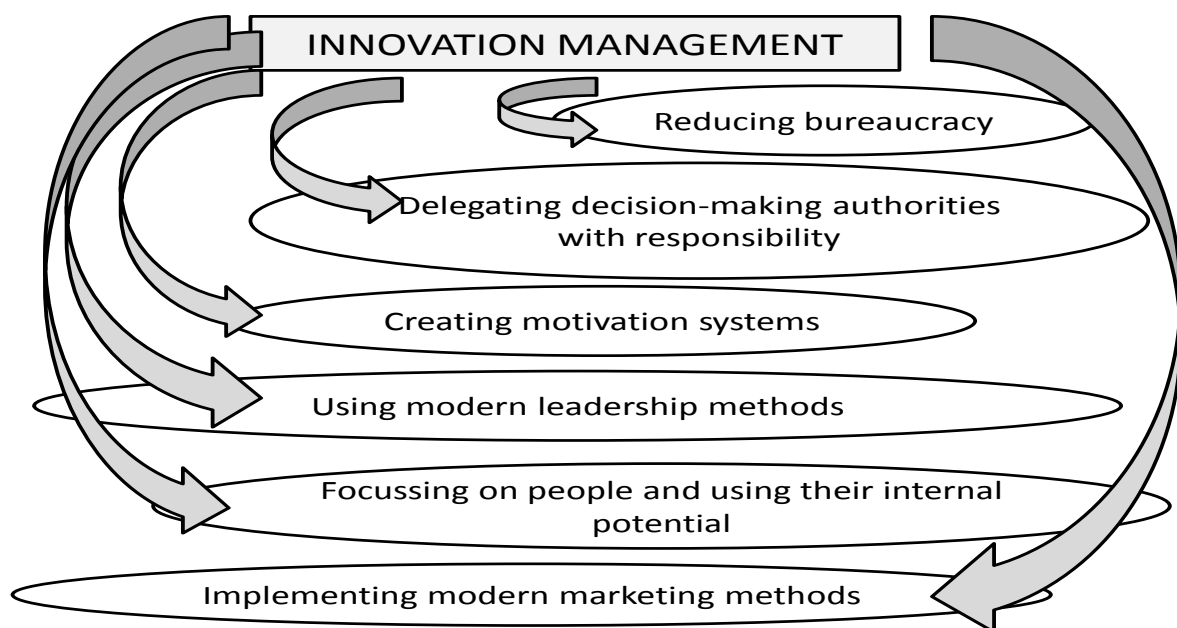 INNOVATION MANAGEMENT
Reducing bureaucracy
Delegating decision-making authorities
with responsibility
Creating motivation systems
Using modern leadership methods
Focussing on people and using their internal
potential
Implementing modern marketing methods